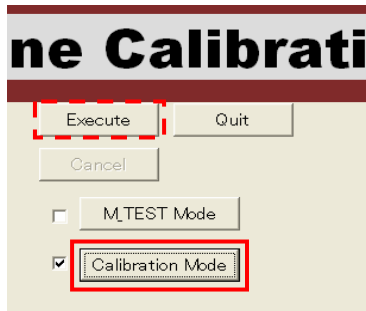 ne Calibrati
Execute Quit
Cancel
M_TEST Mode
Calibration Mode